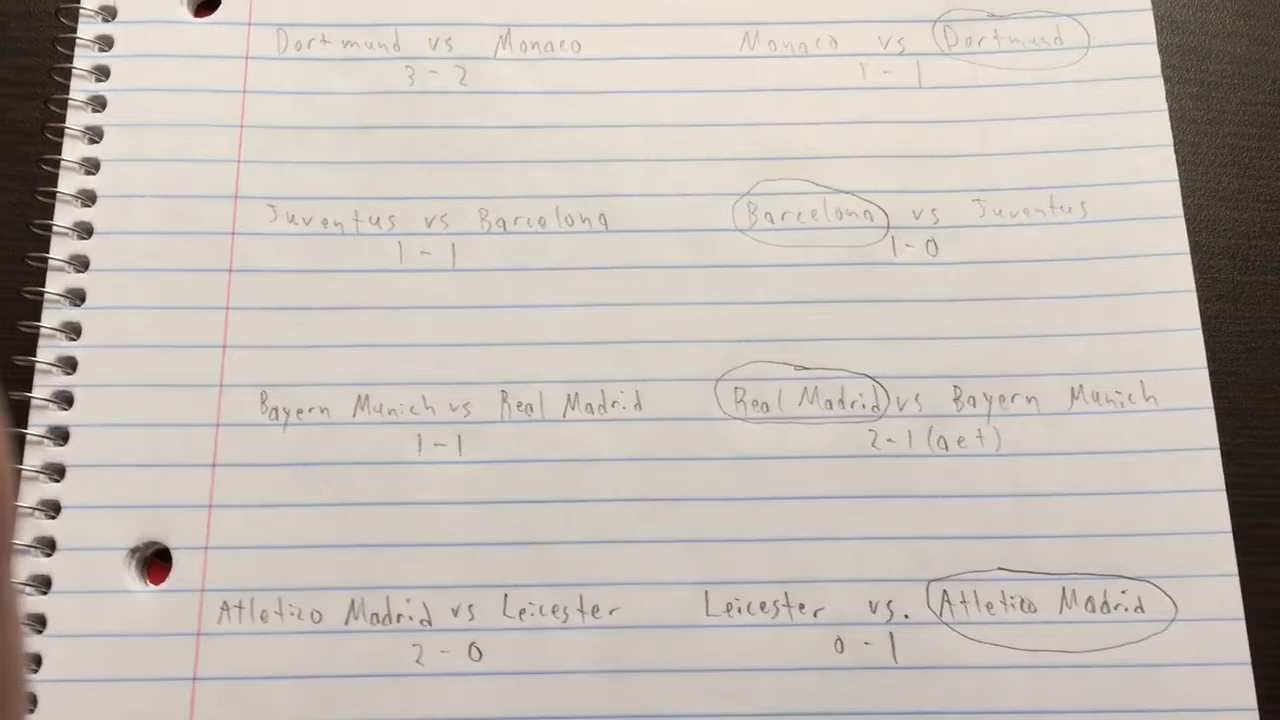 Dortmund vs Monaco Monaco vs Dortmund
3-2 1-1
Juventus vs Barcelona Barcelona vs Juventus
1-1 1-0
Bayern Munich vs Real Madrid Real Madrid vs Bayern Munich
1-1 2-1 (aet)
Atletico Madrid vs Leicester Leicester vs. Atletico Madrid
2-0 0-1